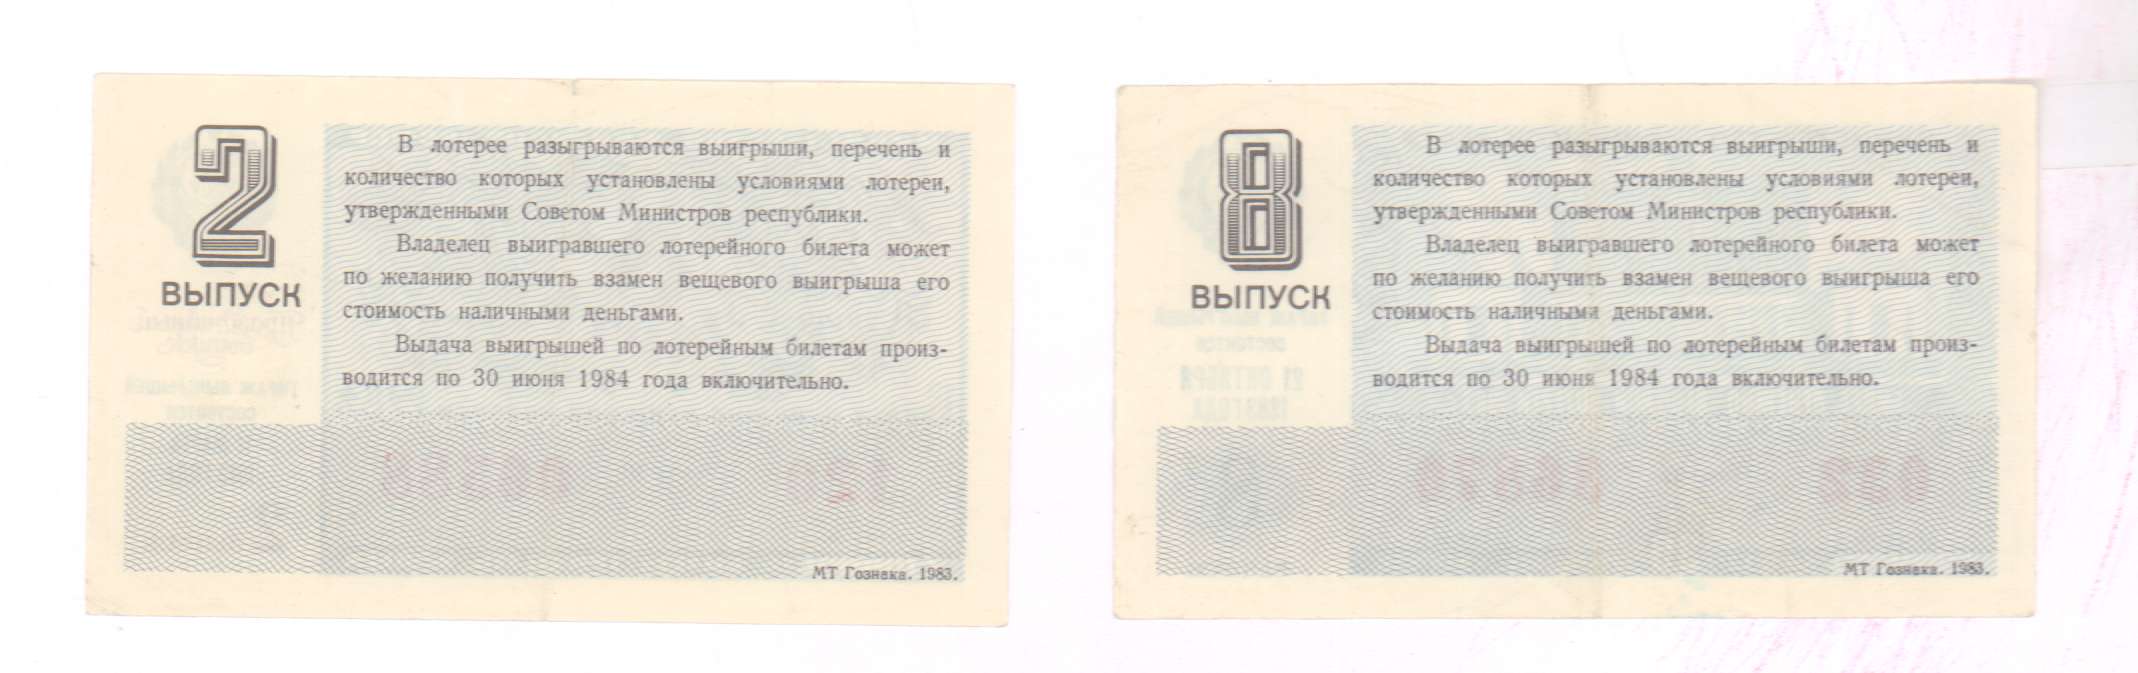 2
ВЫПУСК
В лотерее разыгрываются выигрыши, перечень и
количество которых установлены условиями лотереи,
утвержденными Советом Министров республики.
Владелец выигравшего лотерейного билета может
по желанию получить взамен вещевого выигрыша его
стоимость наличными деньгами.
Выдача выигрышей по лотерейным билетам произ-
водится по 30 июня 1984 года включительно.
МТ Гознака. 1983.
8
ВЫПУСК
В лотерее разыгрываются выигрыши, перечень и
количество которых установлены условиями лотереи,
утвержденными Советом Министров республики.
Владелец выигравшего лотерейного билета может
по желанию получить взамен вещевого выигрыша его
стоимость наличными деньгами.
Выдача выигрышей по лотерейным билетам произ-
водится по 30 июня 1984 года включительно.
МТ Гознака. 1983.